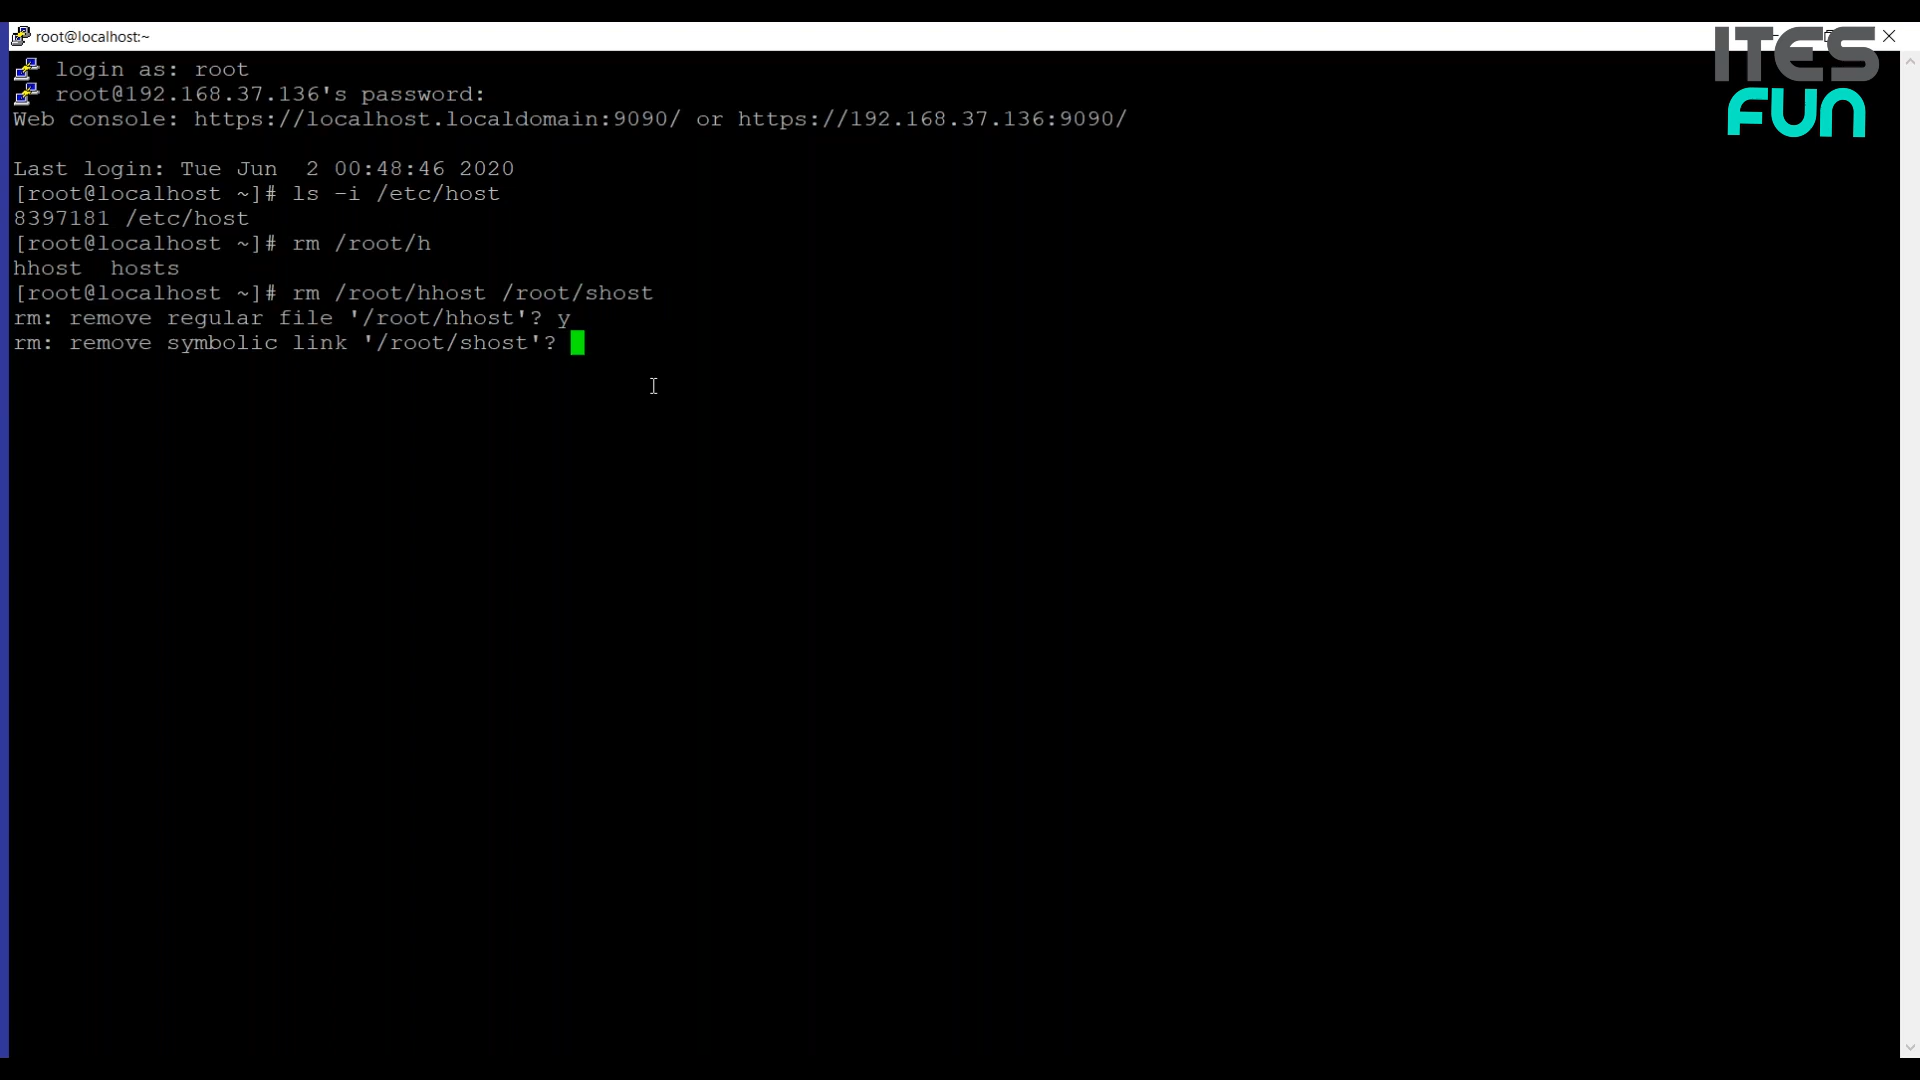 root@localhost:~
ITES
FUN
login as: root
root@192.168.37.136's password:
Web console: https://localhost.localdomain:9090/ or https://192.168.37.136:9090/
Last login: Tue Jun  2 00:48:46 2020
[root@localhost ~]# ls -i /etc/host
8397181 /etc/host
[root@localhost ~]# rm /root/h
hhost  hosts
[root@localhost ~]# rm /root/hhost /root/shost
rm: remove regular file '/root/hhost'? y
rm: remove symbolic link '/root/shost'?